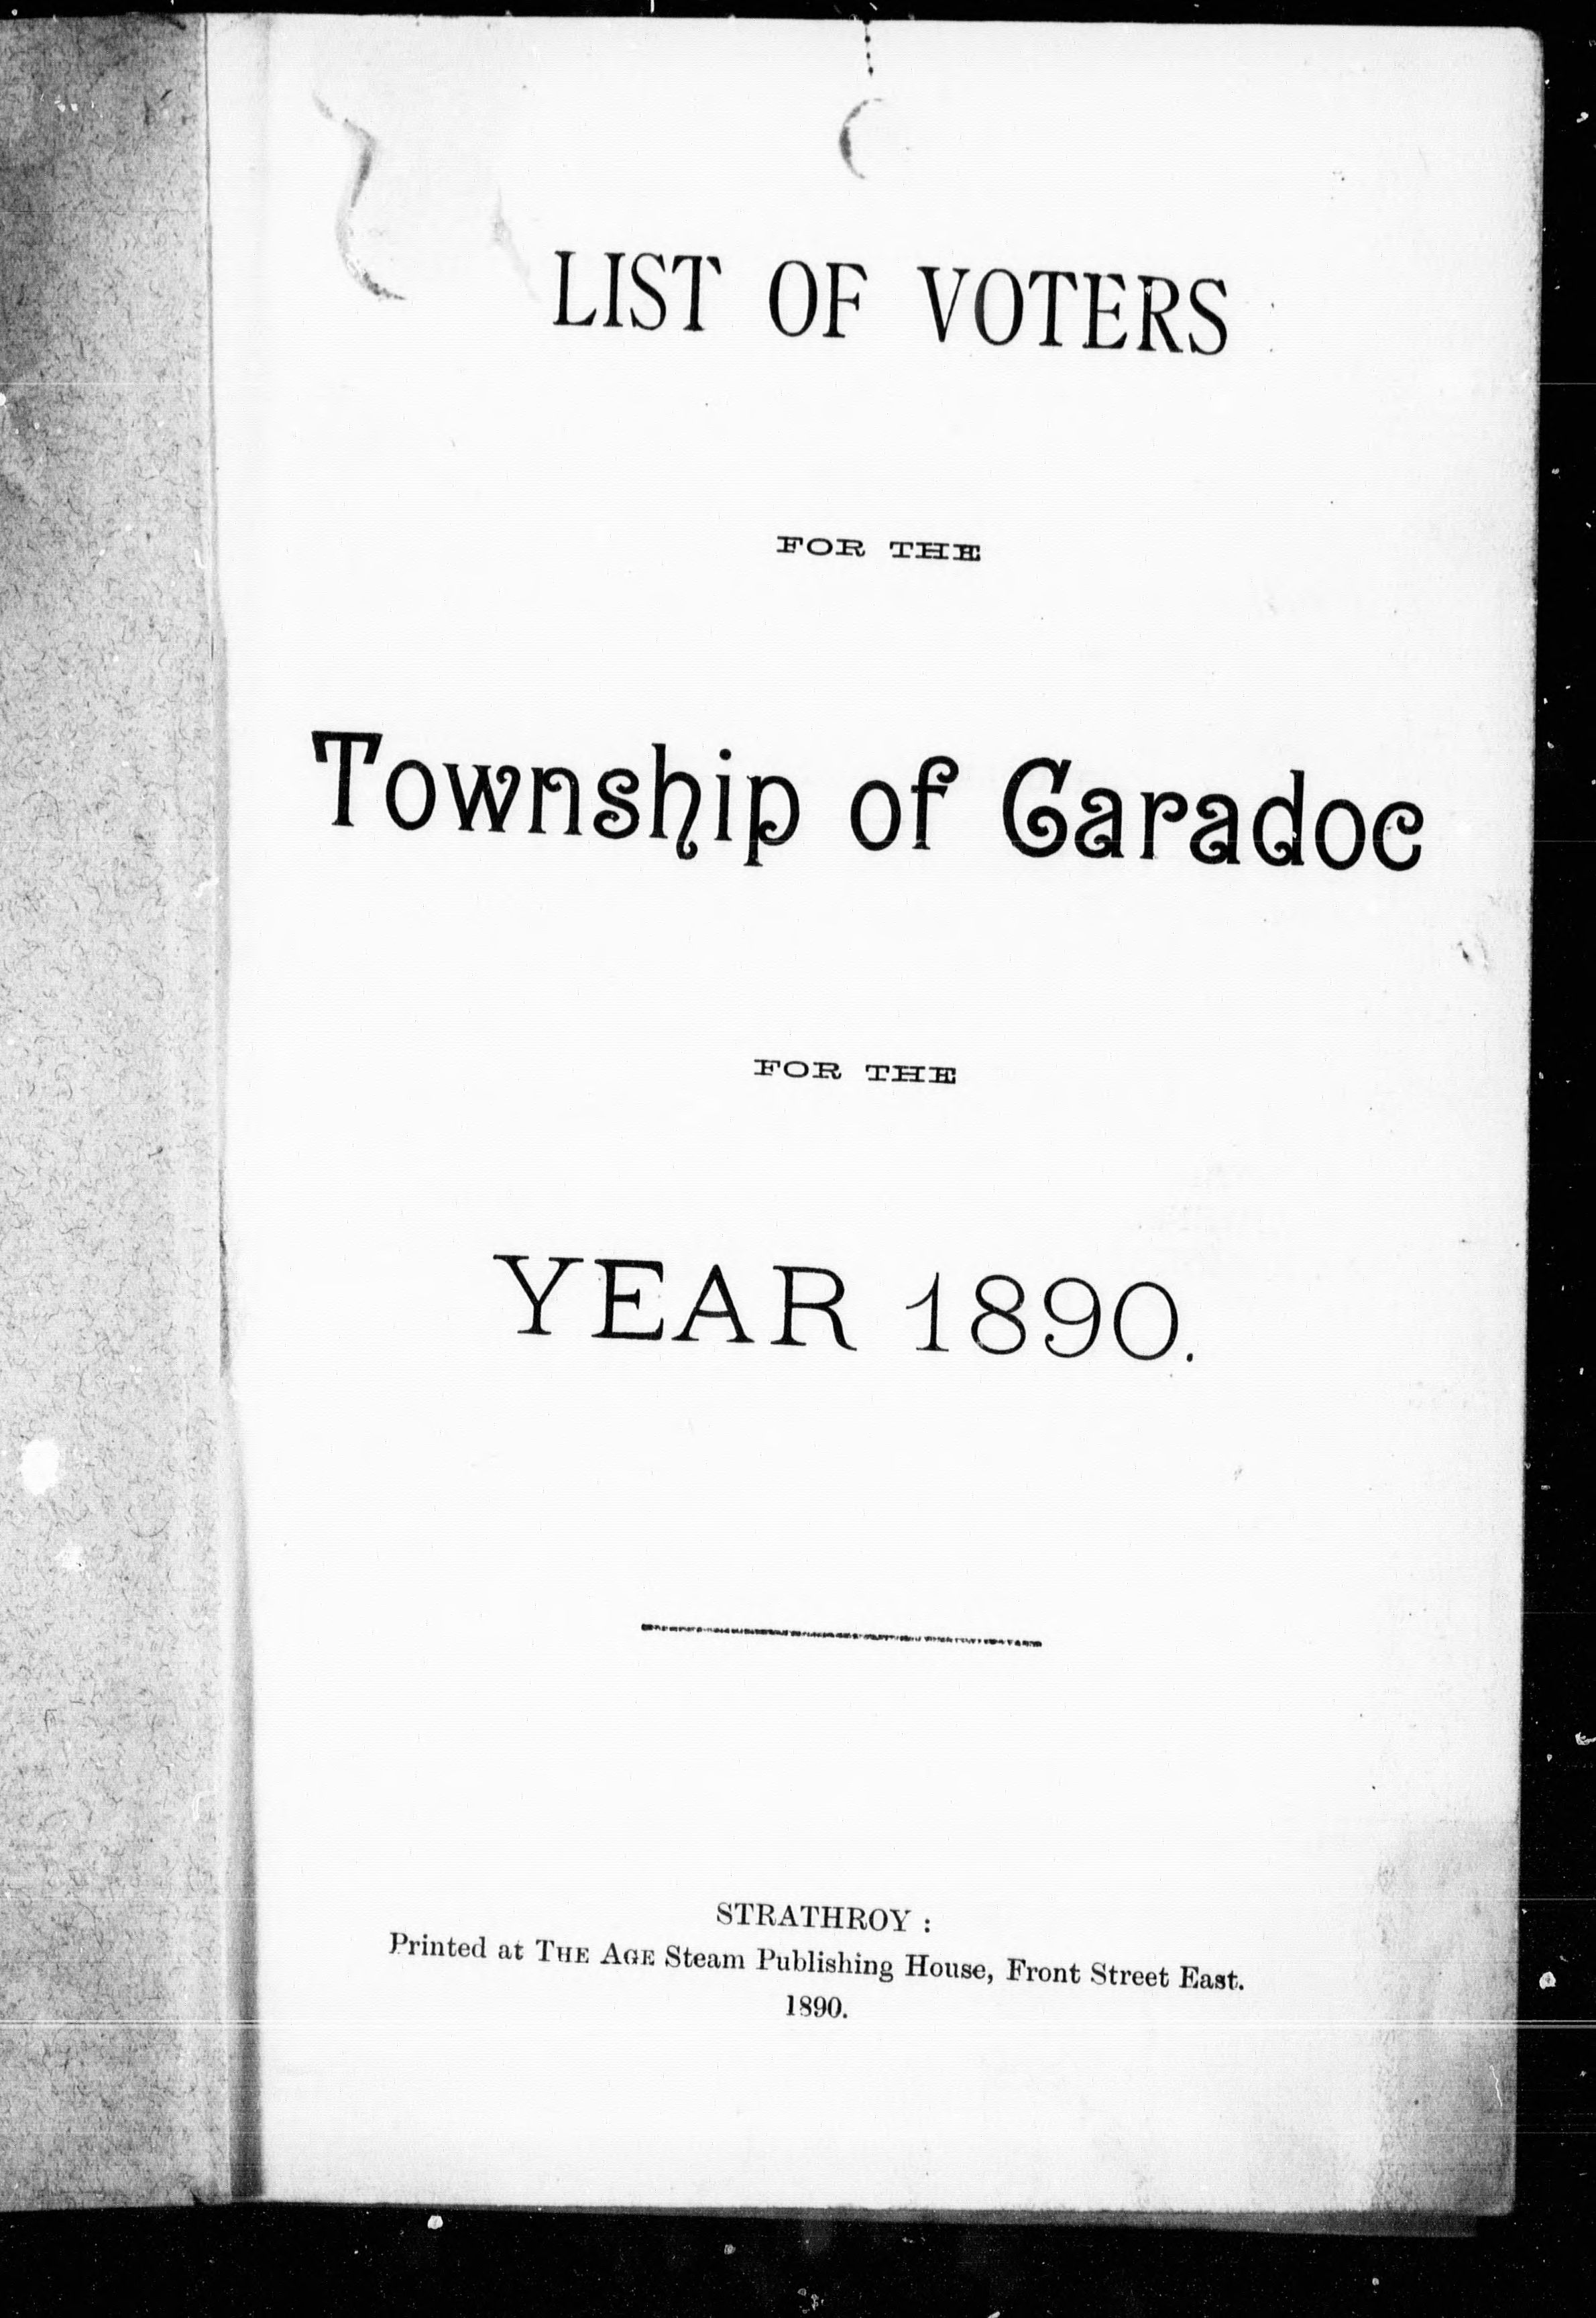 LIST OF VOTERS
FOR THE
Township of Caradoc
FOR THE
YEAR 1890.
STRATHROY :
Printed at THE AGE Steam Publishing House, Front Street East.
1890.